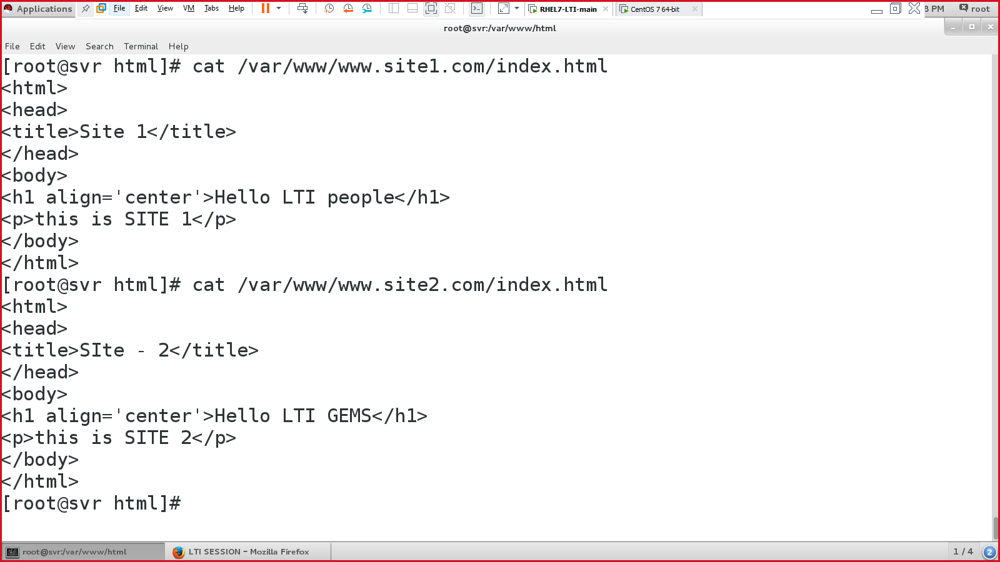 Applications File Edit View VM Tabs Help RHEL7-LTI-main CentOS 7 64-bit 8 PM root
root@svr:/var/www/html
File Edit View Search Terminal Help
[root@svr html]# cat /var/www/www.site1.com/index.html
<html>
<head>
<title>Site 1</title>
</head>
<body>
<h1 align='center'>Hello LTI people</h1>
<p>this is SITE 1</p>
</body>
</html>
[root@svr html]# cat /var/www/www.site2.com/index.html
<html>
<head>
<title>SIte - 2</title>
</head>
<body>
<h1 align='center'>Hello LTI GEMS</h1>
<p>this is SITE 2</p>
</body>
</html>
[root@svr html]#
root@svr:/var/www/html LTI SESSION - Mozilla Firefox 1 / 4 2